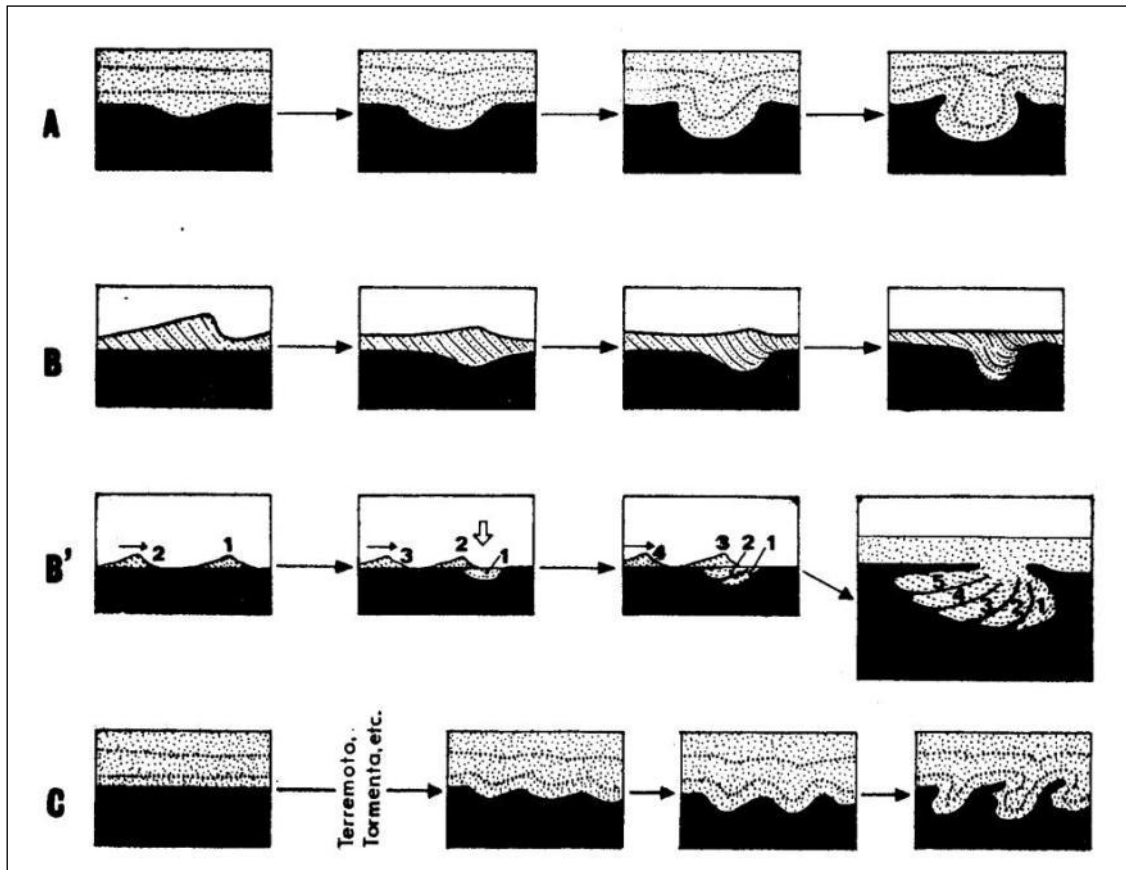 A
B
B'
2 1
3 2 1
4 3 2 1
5 4 3 2 1
C
Terremoto,
Tormenta, etc.